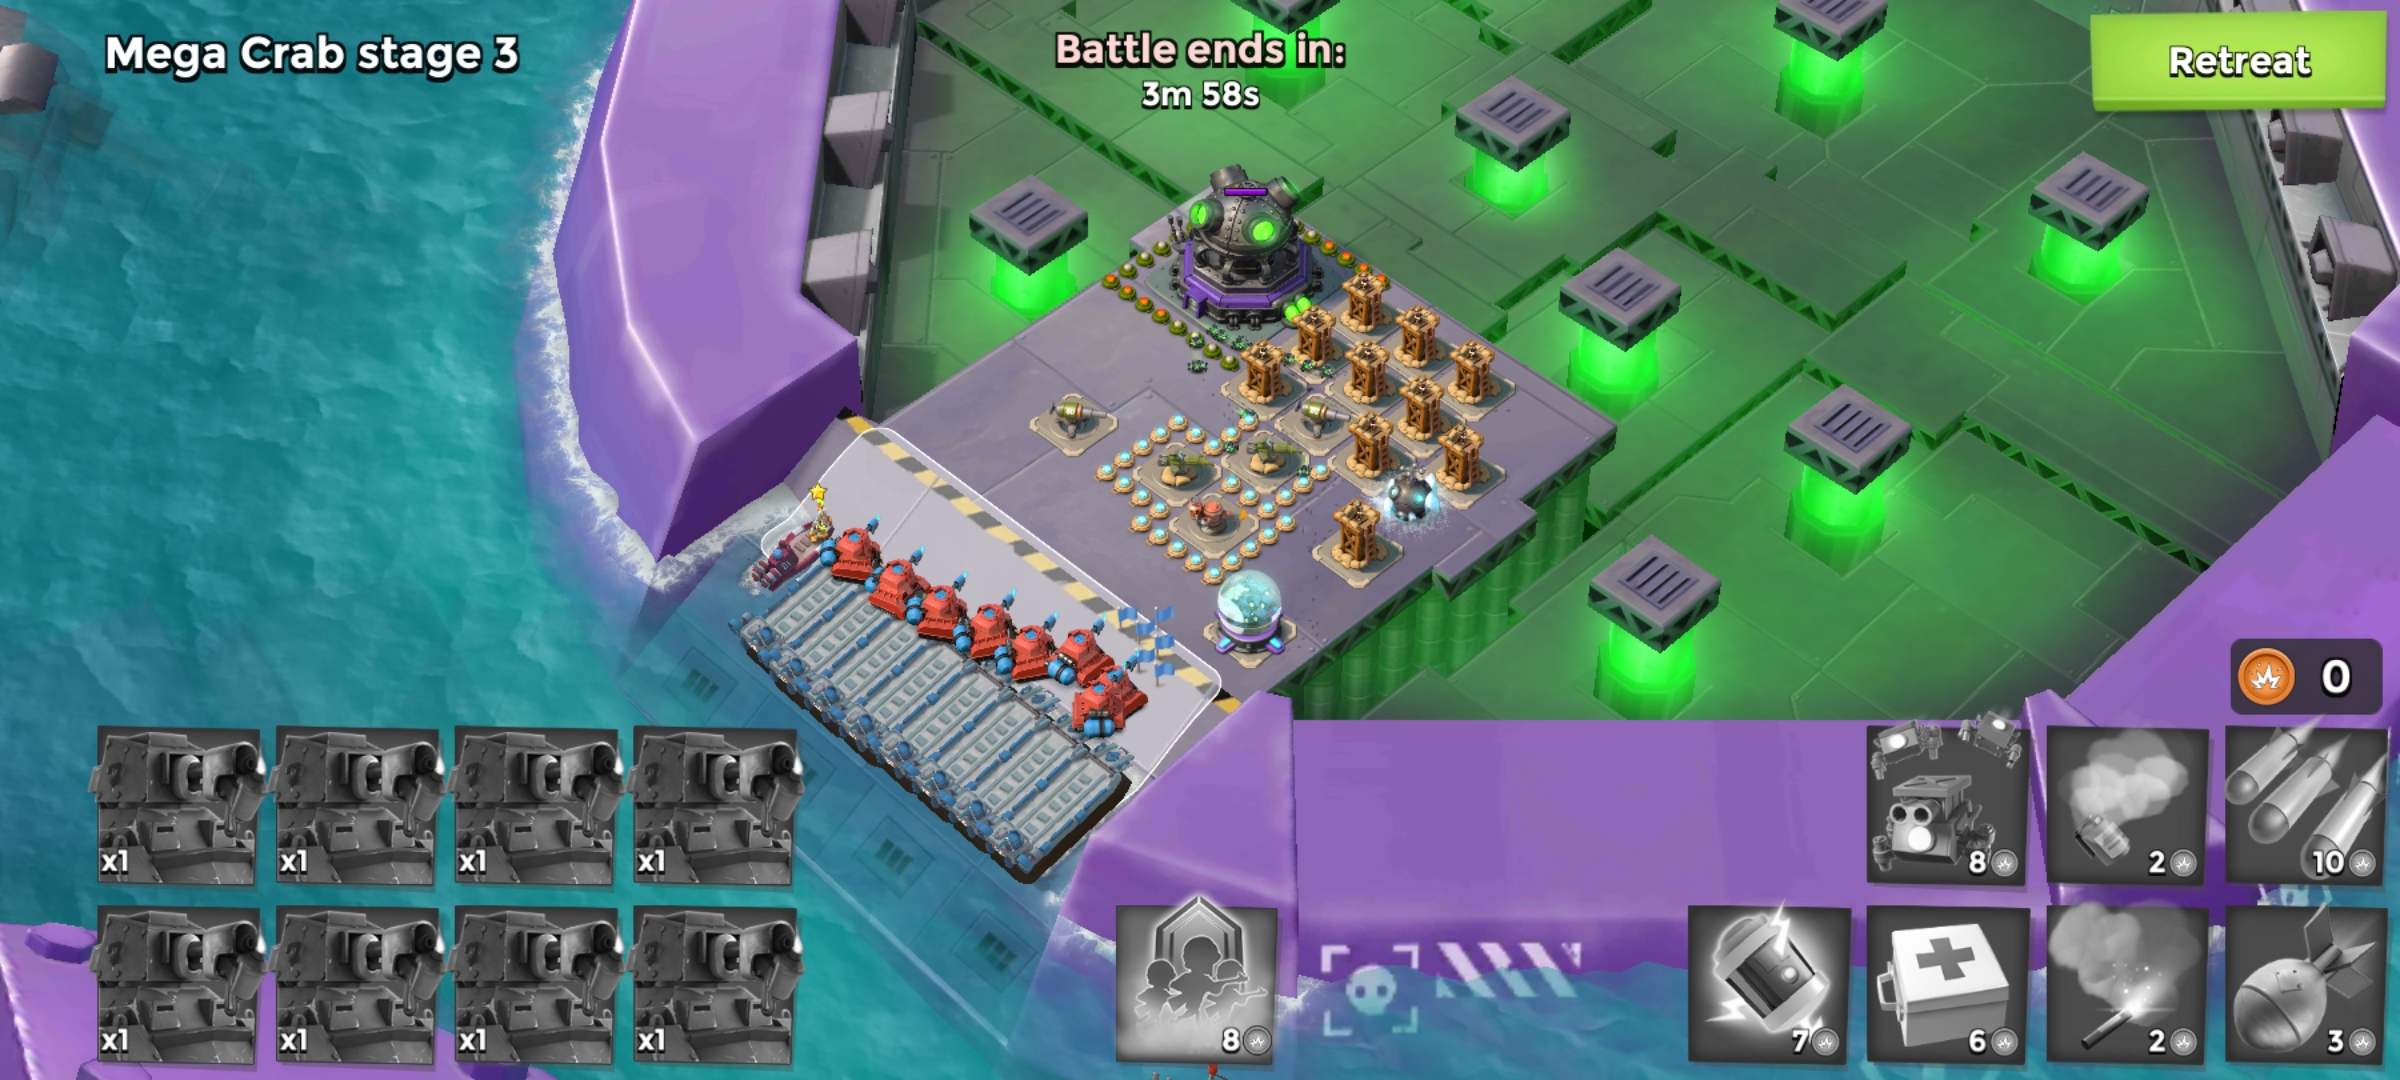 Mega Crab stage 3
Battle ends in:
3m 58s
Retreat
0
x1
x1
x1
x1
8
2
10
x1
x1
x1
x1
8
7
6
2
3